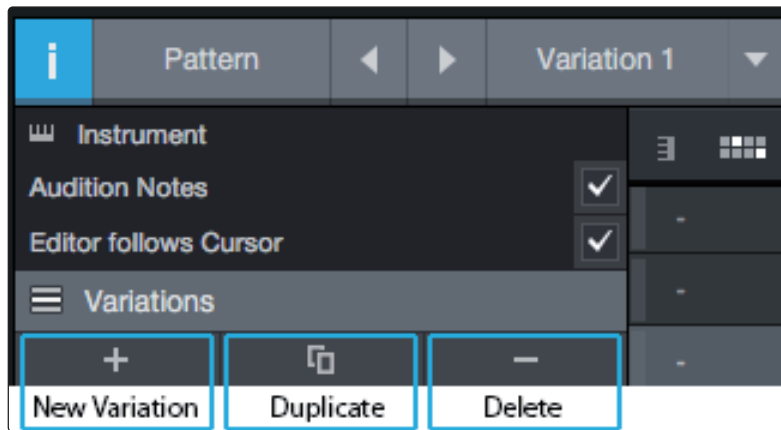 i Pattern Variation 1
Instrument
Audition Notes
Editor follows Cursor
Variations
New Variation Duplicate Delete